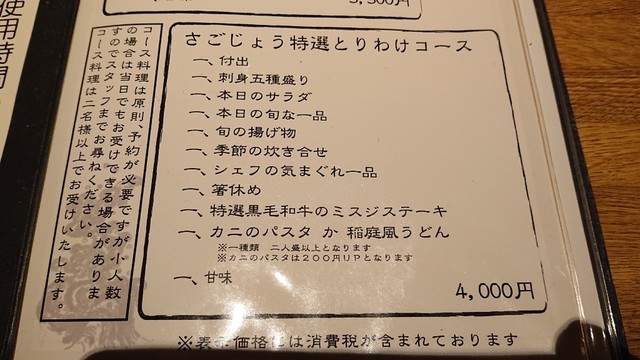 3,500円
さごじょう特選とりわけコース
一、付出
一、刺身五種盛り
一、本日のサラダ
一、本日の旬な一品
一、旬の揚げ物
一、季節の炊き合せ
一、シェフの気まぐれ一品
一、箸休め
一、特選黒毛和牛のミスジステーキ
一、カニのパスタ か 稲庭風うどん
※一種類 二人盛以上となります
※カニのパスタは200円UPとなります
一、甘味
4,000円
コース料理は原則、予約が必要ですが小人数
の場合は当日でもお受けできる場合がありま
すのでスタッフまでお尋ねください。
コース料理は二名様以上でお受けいたします。
使用時間
※表示価格には消費税が含まれております